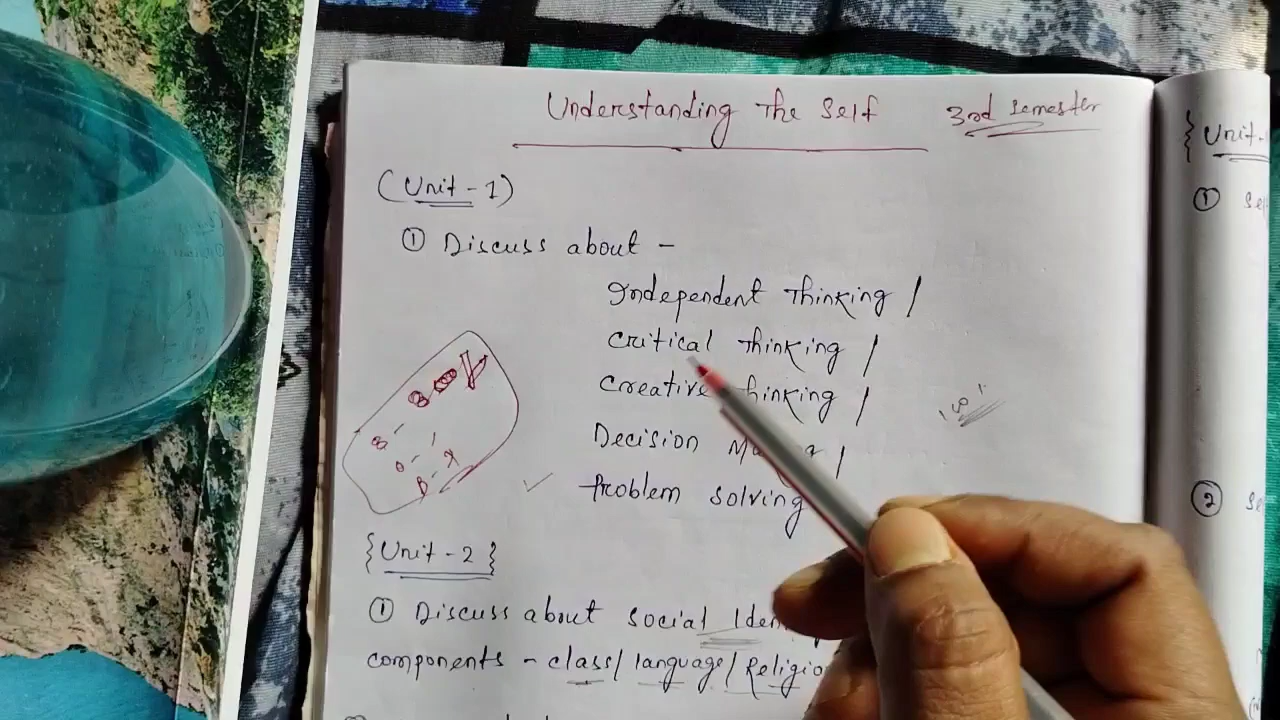 Understanding The Self 3rd semester
(Unit-1)
① Discuss about -
Independent Thinking /
Critical Thinking /
Creative Thinking /
Decision
Problem solving
{Unit-2}
① Discuss about social
components - class/ language/
{Unit-
①
②